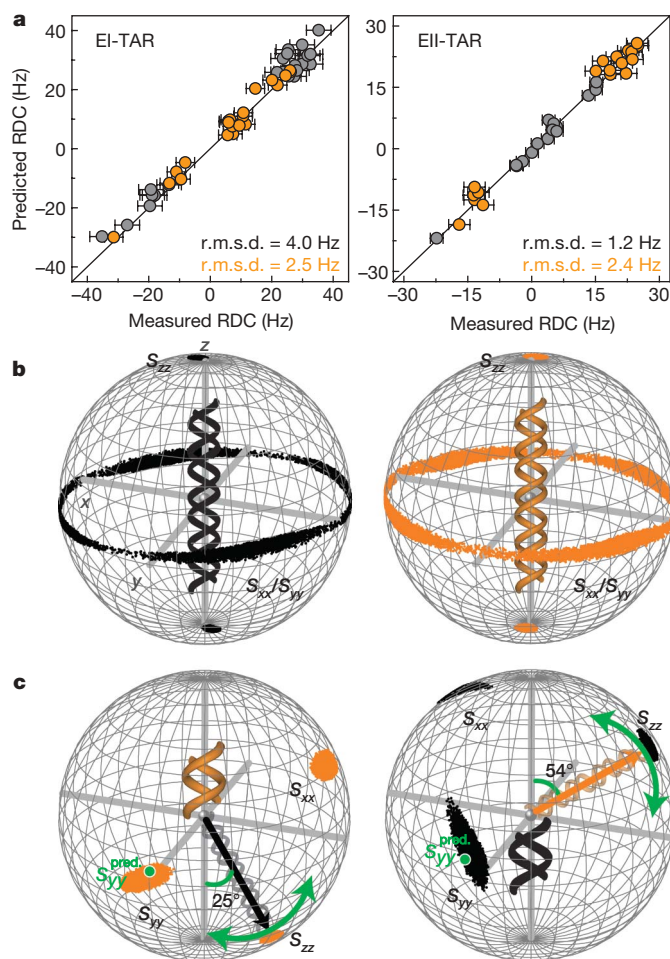 a
EI-TAR
EII-TAR
Predicted RDC (Hz)
40
20
0
−20
−40
r.m.s.d. = 4.0 Hz
r.m.s.d. = 2.5 Hz
−40 −20 0 20 40
Measured RDC (Hz)
30
15
0
−15
−30
r.m.s.d. = 1.2 Hz
r.m.s.d. = 2.4 Hz
−30 −15 0 15 30
Measured RDC (Hz)
b
Szz
z
x
y
Sxx/Syy
Szz
Sxx/Syy
c
Sxx
Syy pred.
Syy
25°
Szz
Sxx
Szz
54°
Syy pred.
Syy